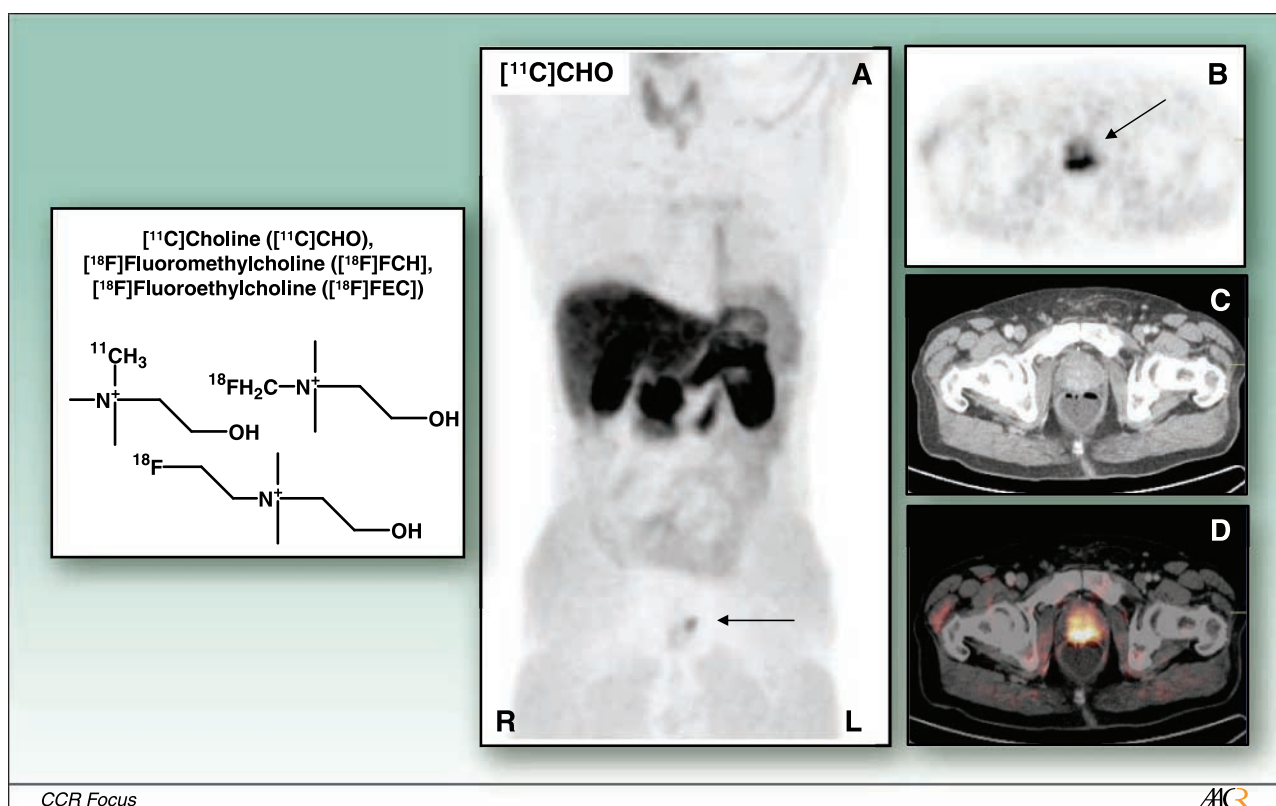 [¹¹C]Choline ([¹¹C]CHO),
[¹⁸F]Fluoromethylcholine ([¹⁸F]FCH],
[¹⁸F]Fluoroethylcholine ([¹⁸F]FEC])
¹¹CH₃
N⁺
OH
¹⁸FH₂C
N⁺
OH
¹⁸F
N⁺
OH
[¹¹C]CHO
A
R
L
B
C
D
CCR Focus
AACR